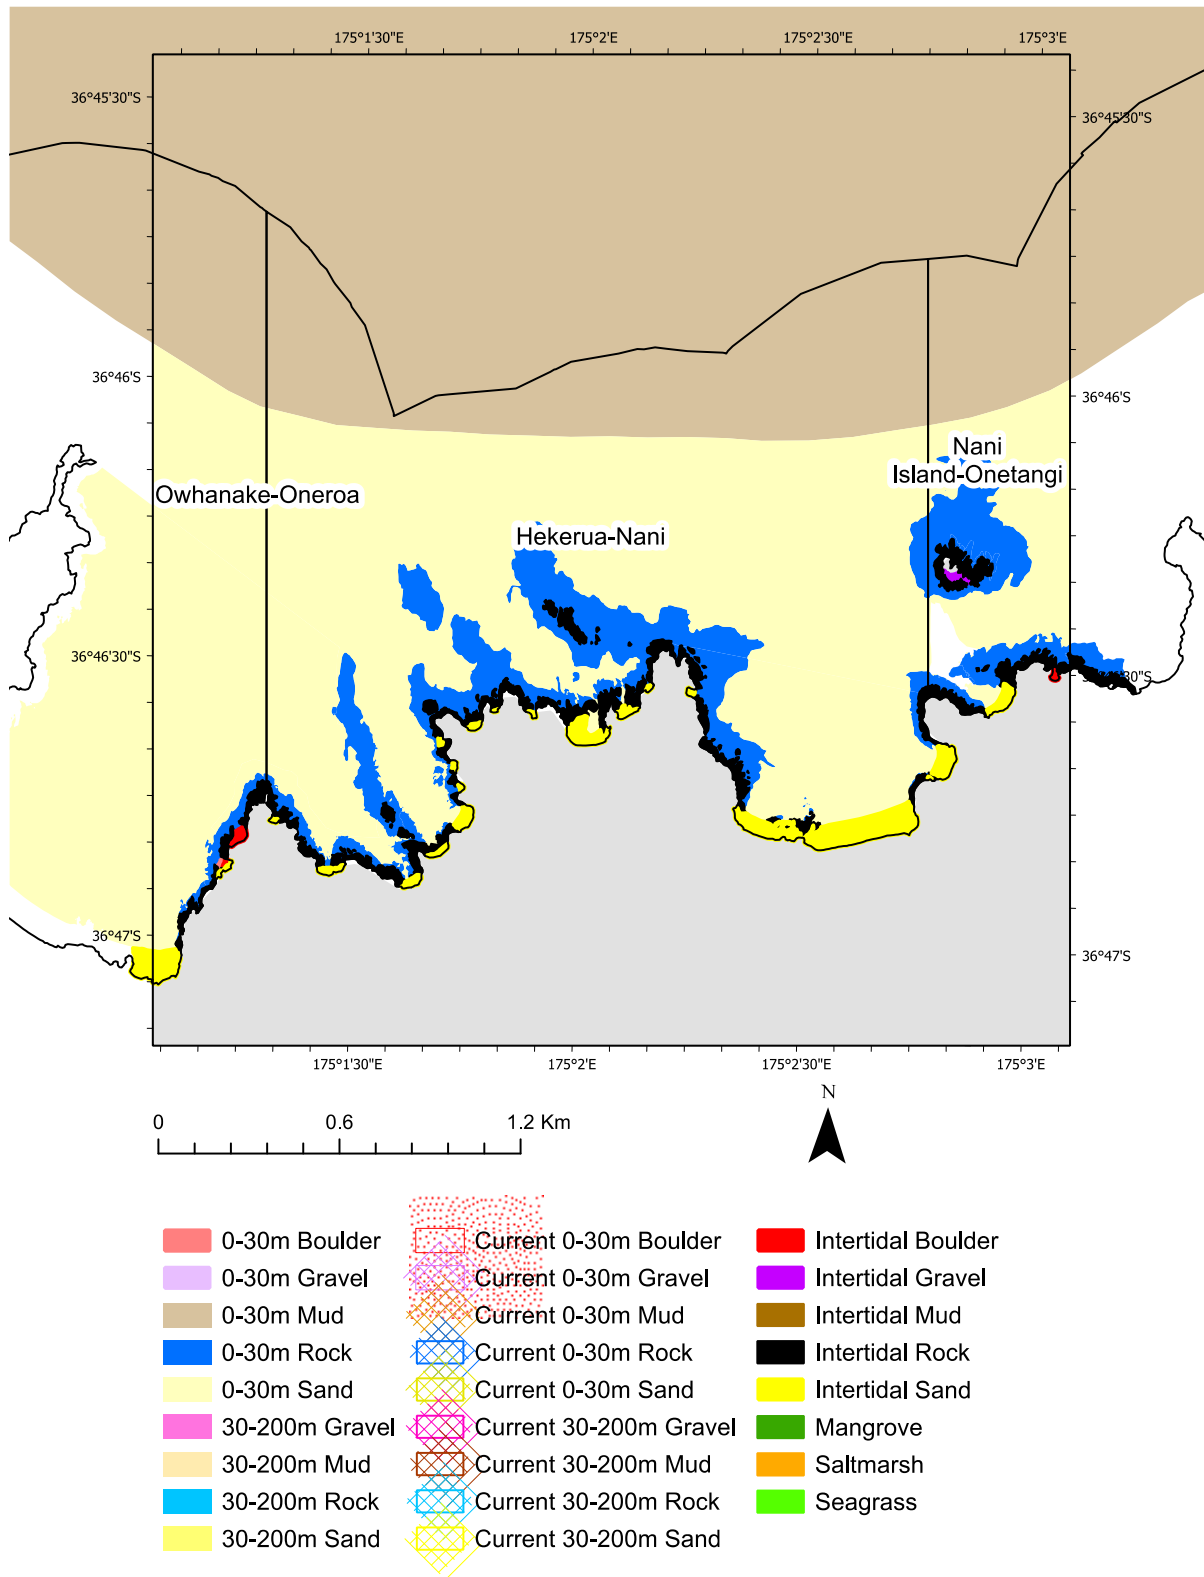 175°1'30"E 175°2'E 175°2'30"E 175°3'E
36°45'30"S
36°45'30"S
36°46'S
36°46'S
Nani
Island-Onetangi
Owhanake-Oneroa
Hekerua-Nani
36°46'30"S
36°47'S
36°47'S
175°1'30"E 175°2'E 175°2'30"E 175°3'E
N
0 0.6 1.2 Km
0-30m Boulder
0-30m Gravel
0-30m Mud
0-30m Rock
0-30m Sand
30-200m Gravel
30-200m Mud
30-200m Rock
30-200m Sand
Current 0-30m Boulder
Current 0-30m Gravel
Current 0-30m Mud
Current 0-30m Rock
Current 0-30m Sand
Current 30-200m Gravel
Current 30-200m Mud
Current 30-200m Rock
Current 30-200m Sand
Intertidal Boulder
Intertidal Gravel
Intertidal Mud
Intertidal Rock
Intertidal Sand
Mangrove
Saltmarsh
Seagrass